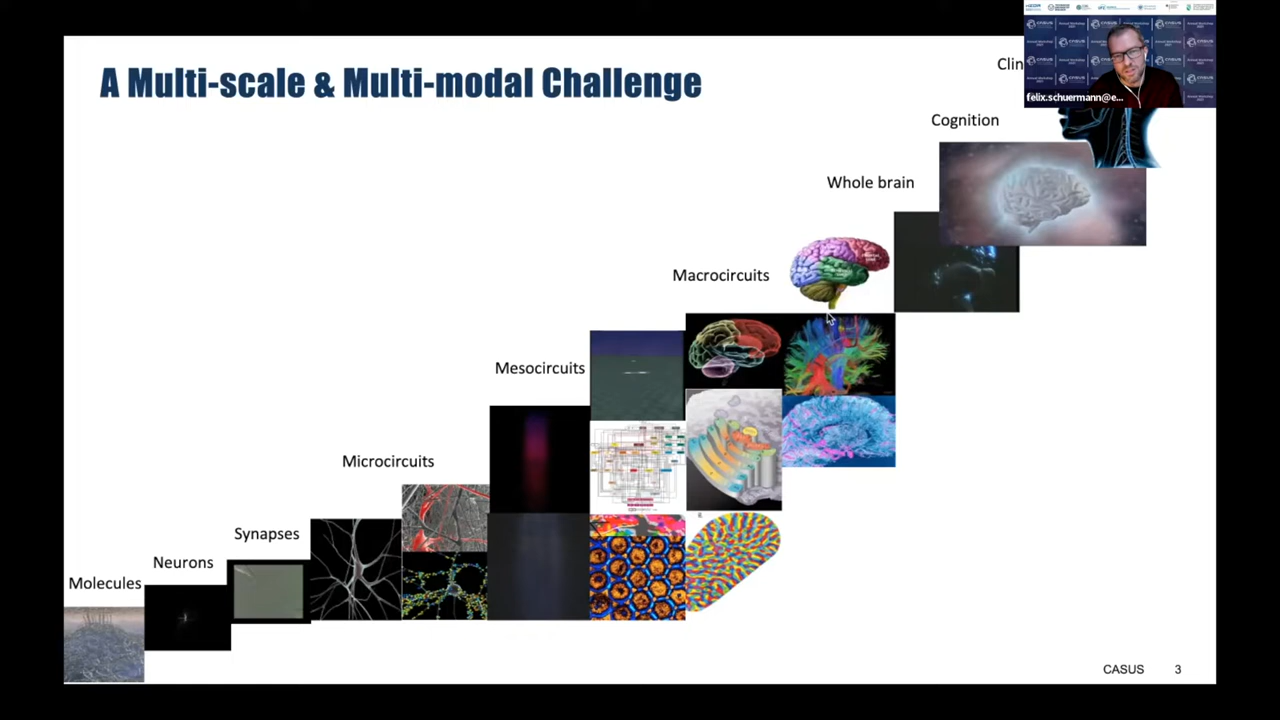 A Multi-scale & Multi-modal Challenge
Clin
felix.schuermann@e...
Cognition
Whole brain
Macrocircuits
Mesocircuits
Microcircuits
Synapses
Neurons
Molecules
CASUS 3